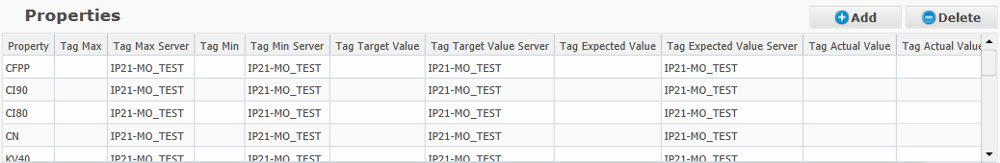 Properties
Add Delete
Property Tag Max Tag Max Server Tag Min Tag Min Server Tag Target Value Tag Target Value Server Tag Expected Value Tag Expected Value Server Tag Actual Value Tag Actual Valu
CFPP IP21-MO_TEST IP21-MO_TEST IP21-MO_TEST IP21-MO_TEST
CI90 IP21-MO_TEST IP21-MO_TEST IP21-MO_TEST IP21-MO_TEST
CI80 IP21-MO_TEST IP21-MO_TEST IP21-MO_TEST IP21-MO_TEST
CN IP21-MO_TEST IP21-MO_TEST IP21-MO_TEST IP21-MO_TEST
KV40 IP21-MO_TEST IP21-MO_TEST IP21-MO_TEST IP21-MO_TEST